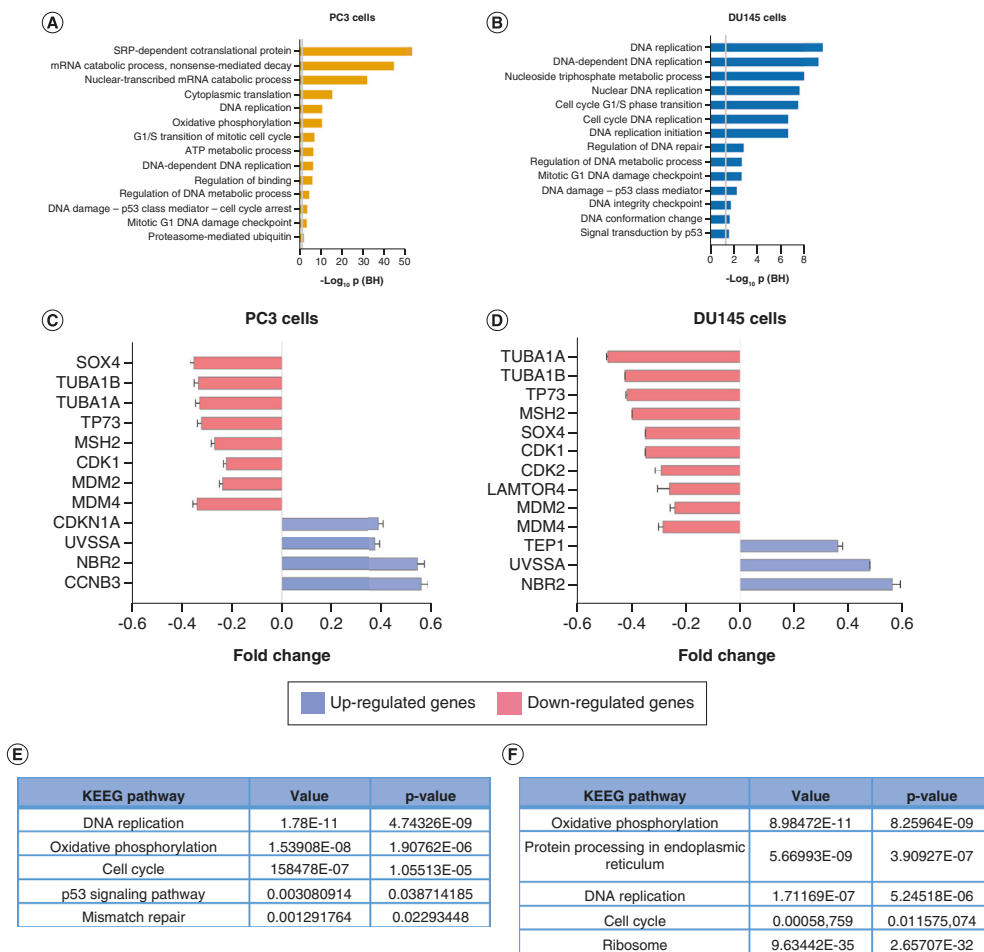 A
PC3 cells
SRP-dependent cotranslational protein
mRNA catabolic process, nonsense-mediated decay
Nuclear-transcribed mRNA catabolic process
Cytoplasmic translation
DNA replication
Oxidative phosphorylation
G1/S transition of mitotic cell cycle
ATP metabolic process
DNA-dependent DNA replication
Regulation of binding
Regulation of DNA metabolic process
DNA damage – p53 class mediator – cell cycle arrest
Mitotic G1 DNA damage checkpoint
Proteasome-mediated ubiquitin
0 10 20 30 40 50
-Log10 p (BH)
B
DU145 cells
DNA replication
DNA-dependent DNA replication
Nucleoside triphosphate metabolic process
Nuclear DNA replication
Cell cycle G1/S phase transition
Cell cycle DNA replication
DNA replication initiation
Regulation of DNA repair
Regulation of DNA metabolic process
Mitotic G1 DNA damage checkpoint
DNA damage – p53 class mediator
DNA integrity checkpoint
DNA conformation change
Signal transduction by p53
0 2 4 6 8
-Log10 p (BH)
C
PC3 cells
SOX4
TUBA1B
TUBA1A
TP73
MSH2
CDK1
MDM2
MDM4
CDKN1A
UVSSA
NBR2
CCNB3
-0.6 -0.4 -0.2 0.0 0.2 0.4 0.6
Fold change
D
DU145 cells
TUBA1A
TUBA1B
TP73
MSH2
SOX4
CDK1
CDK2
LAMTOR4
MDM2
MDM4
TEP1
UVSSA
NBR2
-0.6 -0.4 -0.2 0.0 0.2 0.4 0.6
Fold change
Up-regulated genes Down-regulated genes
E
KEEG pathway Value p-value
DNA replication 1.78E-11 4.74326E-09
Oxidative phosphorylation 1.53908E-08 1.90762E-06
Cell cycle 158478E-07 1.05513E-05
p53 signaling pathway 0.003080914 0.038714185
Mismatch repair 0.001291764 0.02293448
F
KEEG pathway Value p-value
Oxidative phosphorylation 8.98472E-11 8.25964E-09
Protein processing in endoplasmic
reticulum 5.66993E-09 3.90927E-07
DNA replication 1.71169E-07 5.24518E-06
Cell cycle 0.00058,759 0.011575,074
Ribosome 9.63442E-35 2.65707E-32